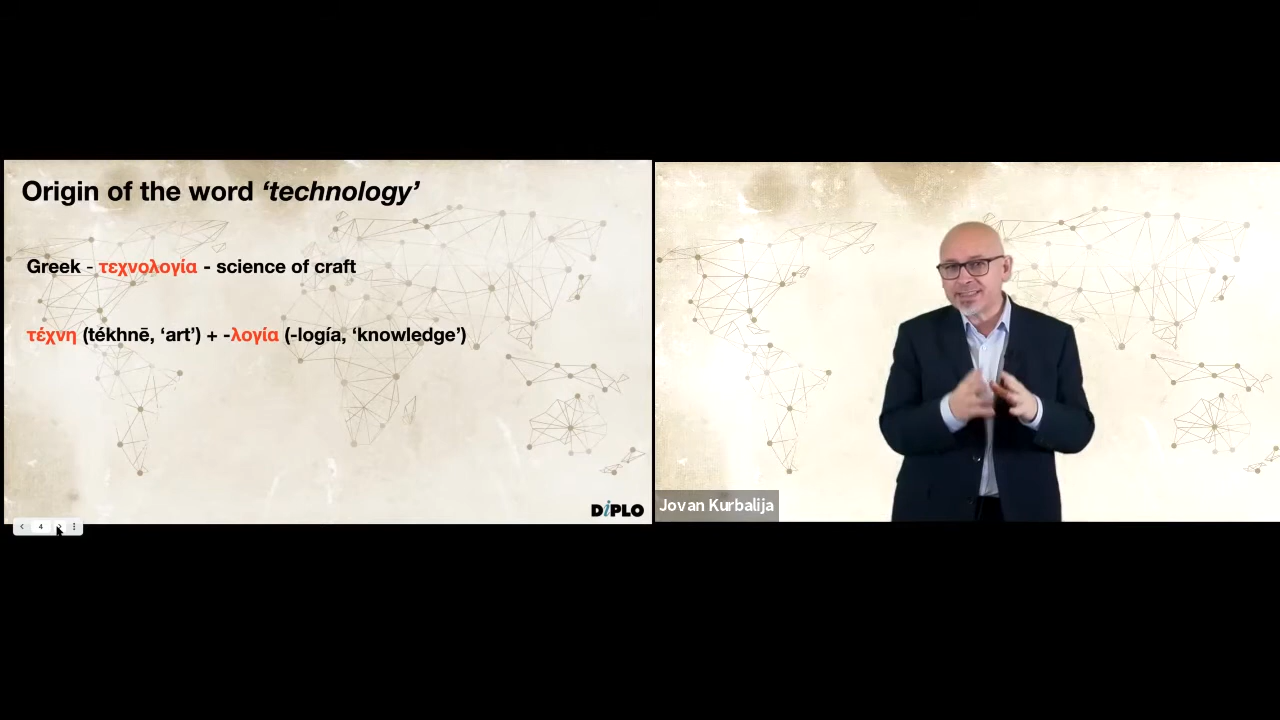 Origin of the word ‘technology’
Greek - τεχνολογία - science of craft
τέχνη (tékhnē, ‘art’) + -λογία (-logía, ‘knowledge’)
DiPLO
4
Jovan Kurbalija